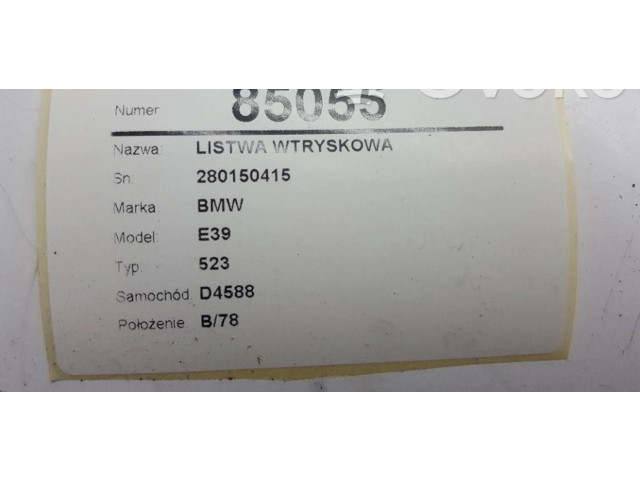 Numer 85055
Nazwa: LISTWA WTRYSKOWA
Sn: 280150415
Marka: BMW
Model: E39
Typ: 523
Samochód: D4588
Położenie B/78